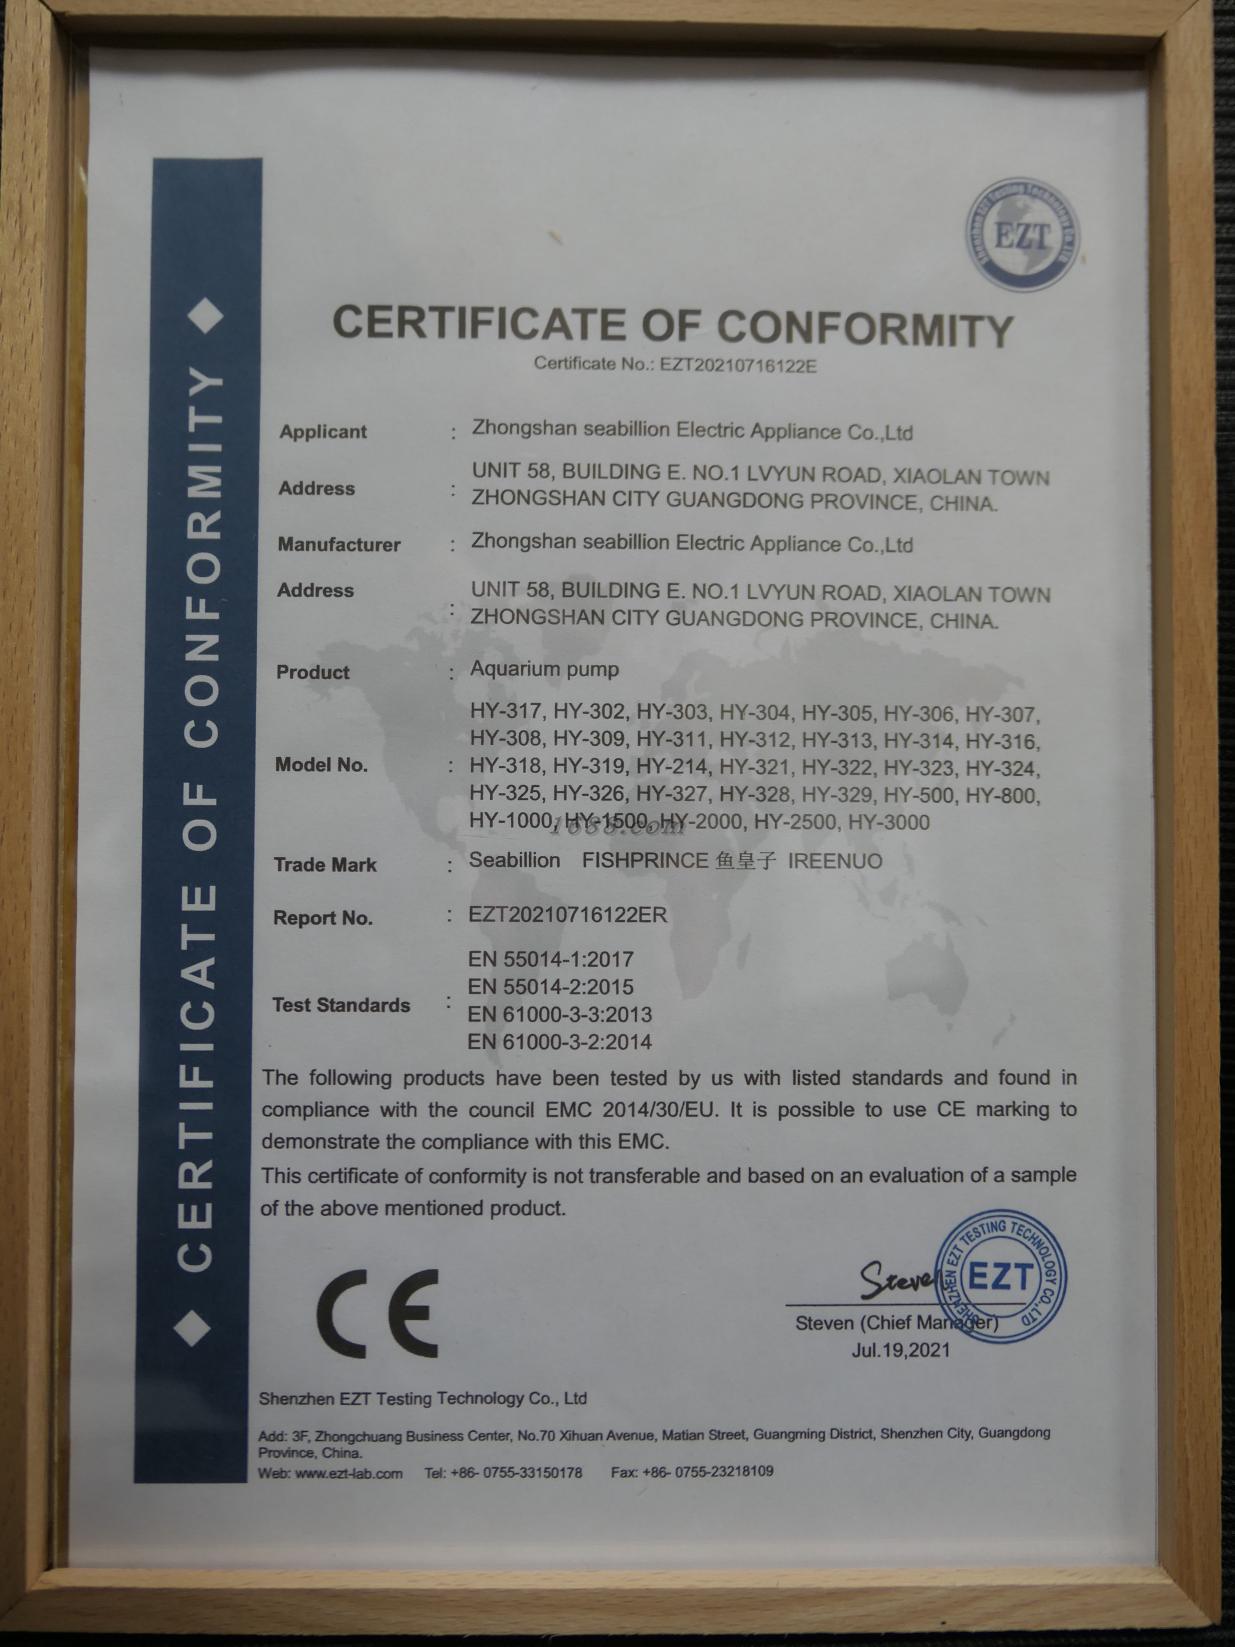 CERTIFICATE OF CONFORMITY
Shenzhen EZT Testing Technology Co.,Ltd.
EZT
CERTIFICATE OF CONFORMITY
Certificate No.: EZT20210716122E
Applicant : Zhongshan seabillion Electric Appliance Co.,Ltd
Address : UNIT 58, BUILDING E. NO.1 LVYUN ROAD, XIAOLAN TOWN
ZHONGSHAN CITY GUANGDONG PROVINCE, CHINA.
Manufacturer : Zhongshan seabillion Electric Appliance Co.,Ltd
Address : UNIT 58, BUILDING E. NO.1 LVYUN ROAD, XIAOLAN TOWN
ZHONGSHAN CITY GUANGDONG PROVINCE, CHINA.
Product : Aquarium pump
HY-317, HY-302, HY-303, HY-304, HY-305, HY-306, HY-307,
HY-308, HY-309, HY-311, HY-312, HY-313, HY-314, HY-316,
Model No. : HY-318, HY-319, HY-214, HY-321, HY-322, HY-323, HY-324,
HY-325, HY-326, HY-327, HY-328, HY-329, HY-500, HY-800,
HY-1000, HY-1500, HY-2000, HY-2500, HY-3000
1688.com
Trade Mark : Seabillion FISHPRINCE 鱼皇子 IREENUO
Report No. : EZT20210716122ER
EN 55014-1:2017
EN 55014-2:2015
Test Standards : EN 61000-3-3:2013
EN 61000-3-2:2014
The following products have been tested by us with listed standards and found in
compliance with the council EMC 2014/30/EU. It is possible to use CE marking to
demonstrate the compliance with this EMC.
This certificate of conformity is not transferable and based on an evaluation of a sample
of the above mentioned product.
CE
Steven
SHENZHEN EZT TESTING TECHNOLOGY CO., LTD
EZT
Steven (Chief Manager)
Jul.19,2021
Shenzhen EZT Testing Technology Co., Ltd
Add: 3F, Zhongchuang Business Center, No.70 Xihuan Avenue, Matian Street, Guangming District, Shenzhen City, Guangdong
Province, China.
Web: www.ezt-lab.com Tel: +86- 0755-33150178 Fax: +86- 0755-23218109